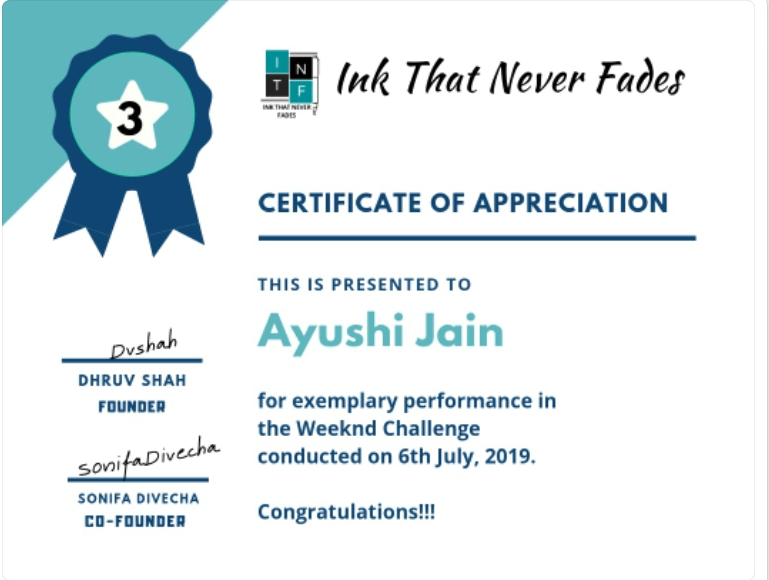 3
I N
T F
INK THAT NEVER
FADES
Ink That Never Fades
CERTIFICATE OF APPRECIATION
THIS IS PRESENTED TO
Ayushi Jain
for exemplary performance in
the Weeknd Challenge
conducted on 6th July, 2019.
Congratulations!!!
Dvshah
DHRUV SHAH
FOUNDER
SonifaDivecha
SONIFA DIVECHA
CO-FOUNDER